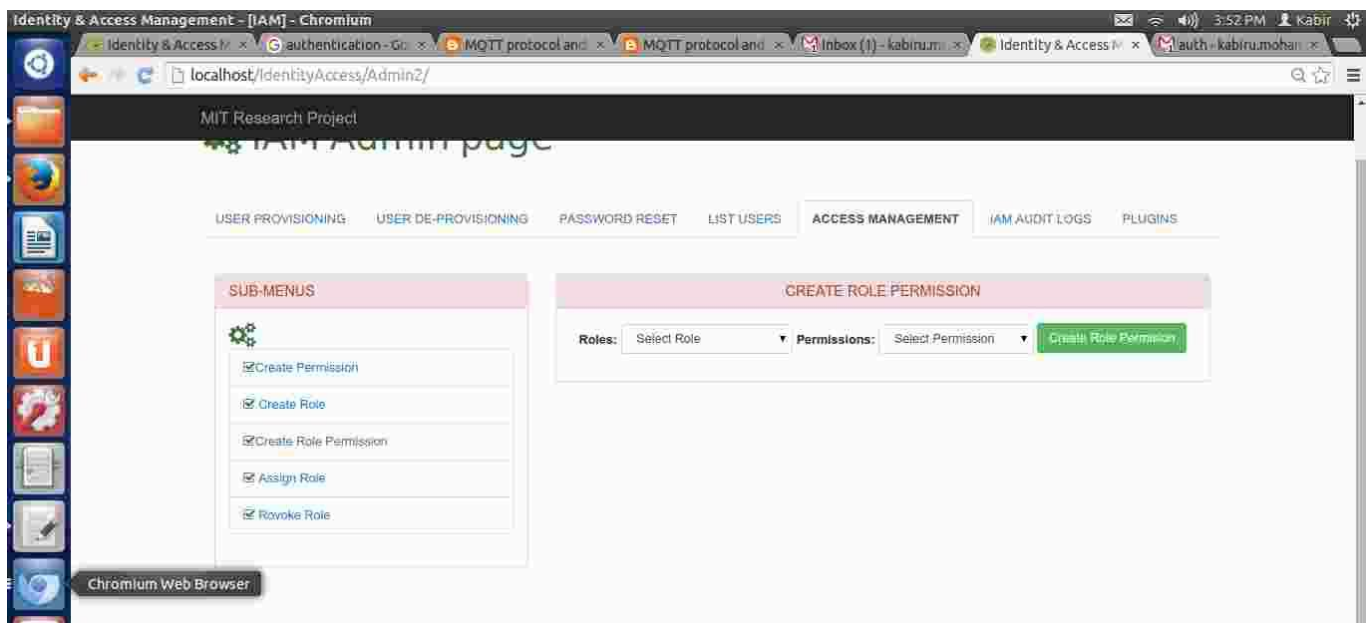 Identity & Access Management - [IAM] - Chromium
3:52 PM Kabir
Identity & Access M
authentication - Go
MQTT protocol and
MQTT protocol and
Inbox (1) - kabiru.m
Identity & Access M
auth - kabiru.mohan
localhost/IdentityAccess/Admin2/
MIT Research Project
IAM Admin page
USER PROVISIONING USER DE-PROVISIONING PASSWORD RESET LIST USERS ACCESS MANAGEMENT IAM AUDIT LOGS PLUGINS
SUB-MENUS
CREATE ROLE PERMISSION
Roles: Select Role Permissions: Select Permission Create Role Permision
Create Permission
Create Role
Create Role Permission
Assign Role
Rovoke Role
Chromium Web Browser